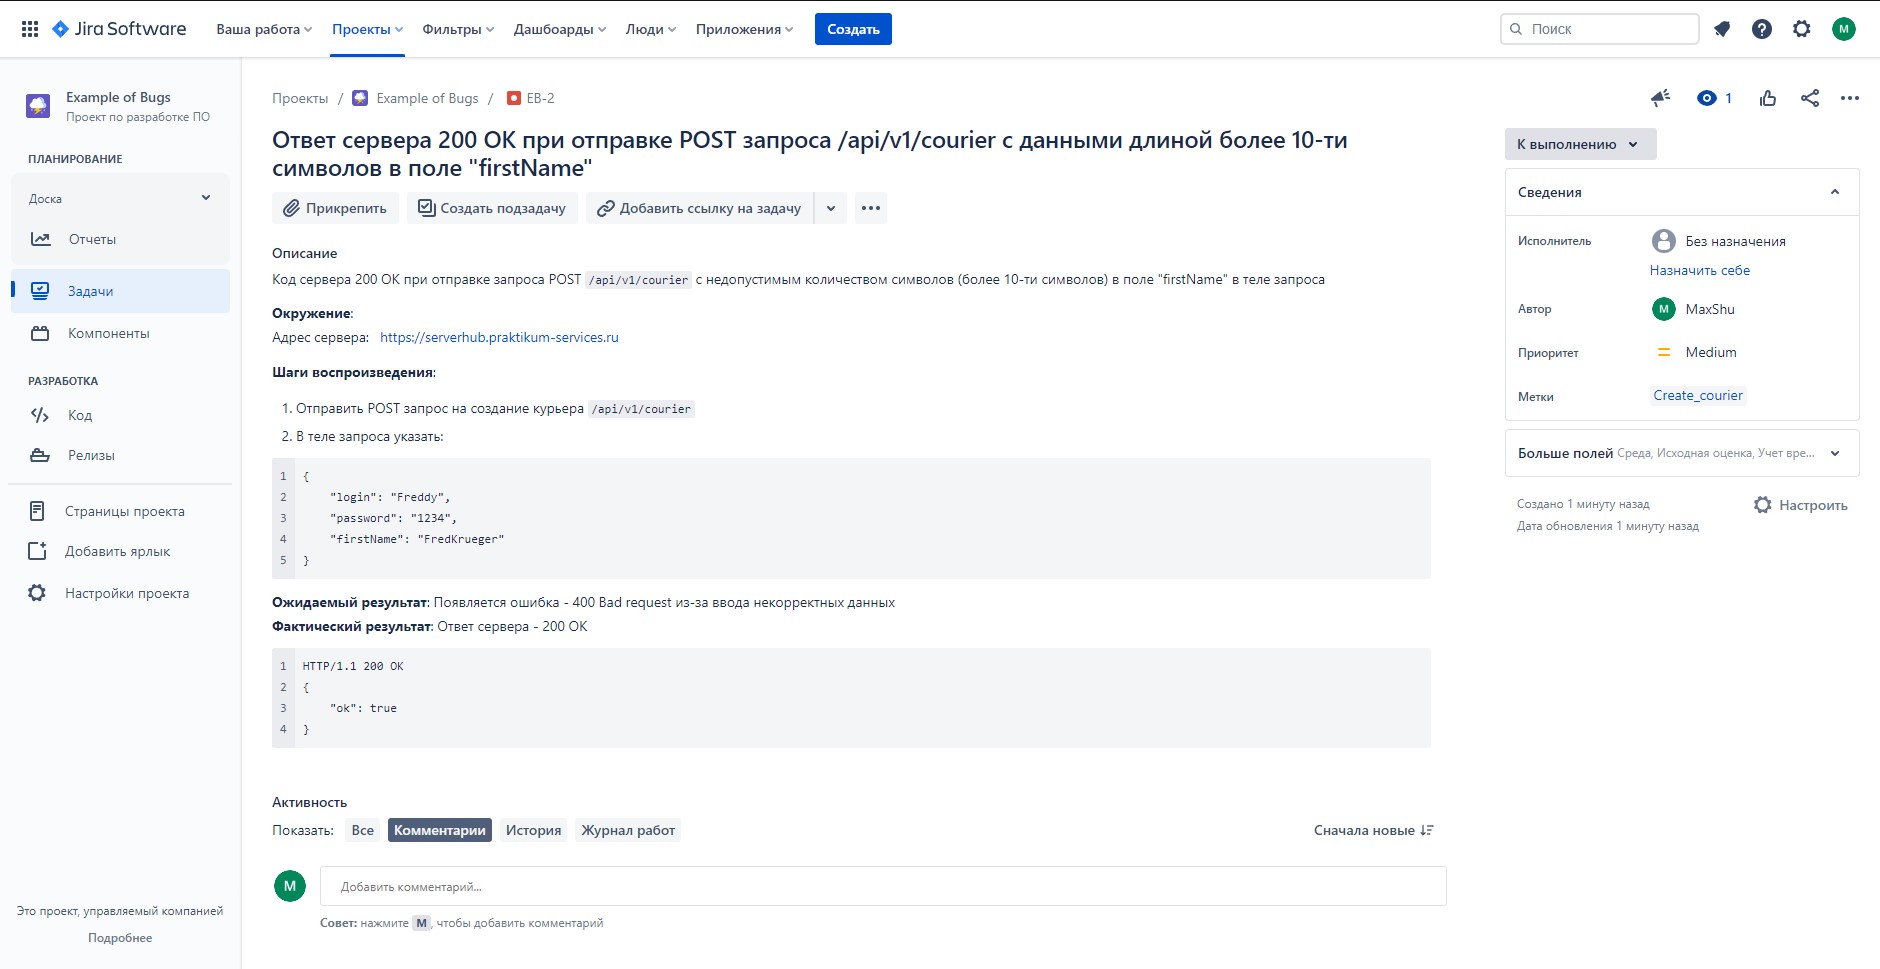 Jira Software Ваша работа Проекты Фильтры Дашборды Люди Приложения Создать Поиск M
Example of Bugs
Проект по разработке ПО
ПЛАНИРОВАНИЕ
Доска
Отчеты
Задачи
Компоненты
РАЗРАБОТКА
Код
Релизы
Страницы проекта
Добавить ярлык
Настройки проекта
Это проект, управляемый компанией
Подробнее
Проекты / Example of Bugs / EB-2
1
Ответ сервера 200 ОК при отправке POST запроса /api/v1/courier с данными длиной более 10-ти
символов в поле "firstName"
Прикрепить Создать подзадачу Добавить ссылку на задачу
Описание
Код сервера 200 ОК при отправке запроса POST /api/v1/courier с недопустимым количеством символов (более 10-ти символов) в поле "firstName" в теле запроса
Окружение:
Адрес сервера: https://serverhub.praktikum-services.ru
Шаги воспроизведения:
1. Отправить POST запрос на создание курьера /api/v1/courier
2. В теле запроса указать:
1 {
2 "login": "Freddy",
3 "password": "1234",
4 "firstName": "FredKrueger"
5 }
Ожидаемый результат: Появляется ошибка - 400 Bad request из-за ввода некорректных данных
Фактический результат: Ответ сервера - 200 ОК
1 HTTP/1.1 200 OK
2 {
3 "ok": true
4 }
Активность
Показать: Все Комментарии История Журнал работ Сначала новые
M Добавить комментарий...
Совет: нажмите M, чтобы добавить комментарий
К выполнению
Сведения
Исполнитель Без назначения
Назначить себе
Автор M MaxShu
Приоритет Medium
Метки Create_courier
Больше полей Среда, Исходная оценка, Учет вре...
Создано 1 минуту назад Настроить
Дата обновления 1 минуту назад